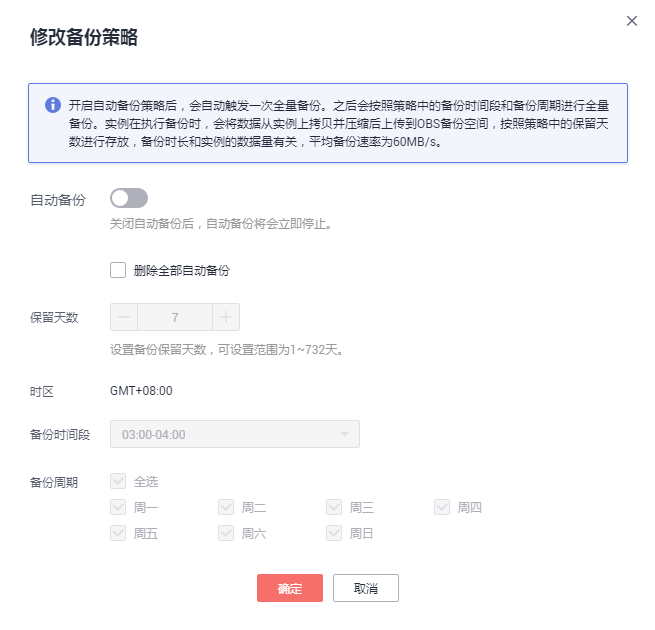 修改备份策略
开启自动备份策略后，会自动触发一次全量备份。之后会按照策略中的备份时间段和备份周期进行全量
备份。实例在执行备份时，会将数据从实例上拷贝并压缩后上传到OBS备份空间，按照策略中的保留天
数进行存放，备份时长和实例的数据量有关，平均备份速率为60MB/s。
自动备份
关闭自动备份后，自动备份将会立即停止。
删除全部自动备份
保留天数 7
设置备份保留天数，可设置范围为1~732天。
时区 GMT+08:00
备份时间段 03:00-04:00
备份周期 全选
周一 周二 周三 周四
周五 周六 周日
确定 取消